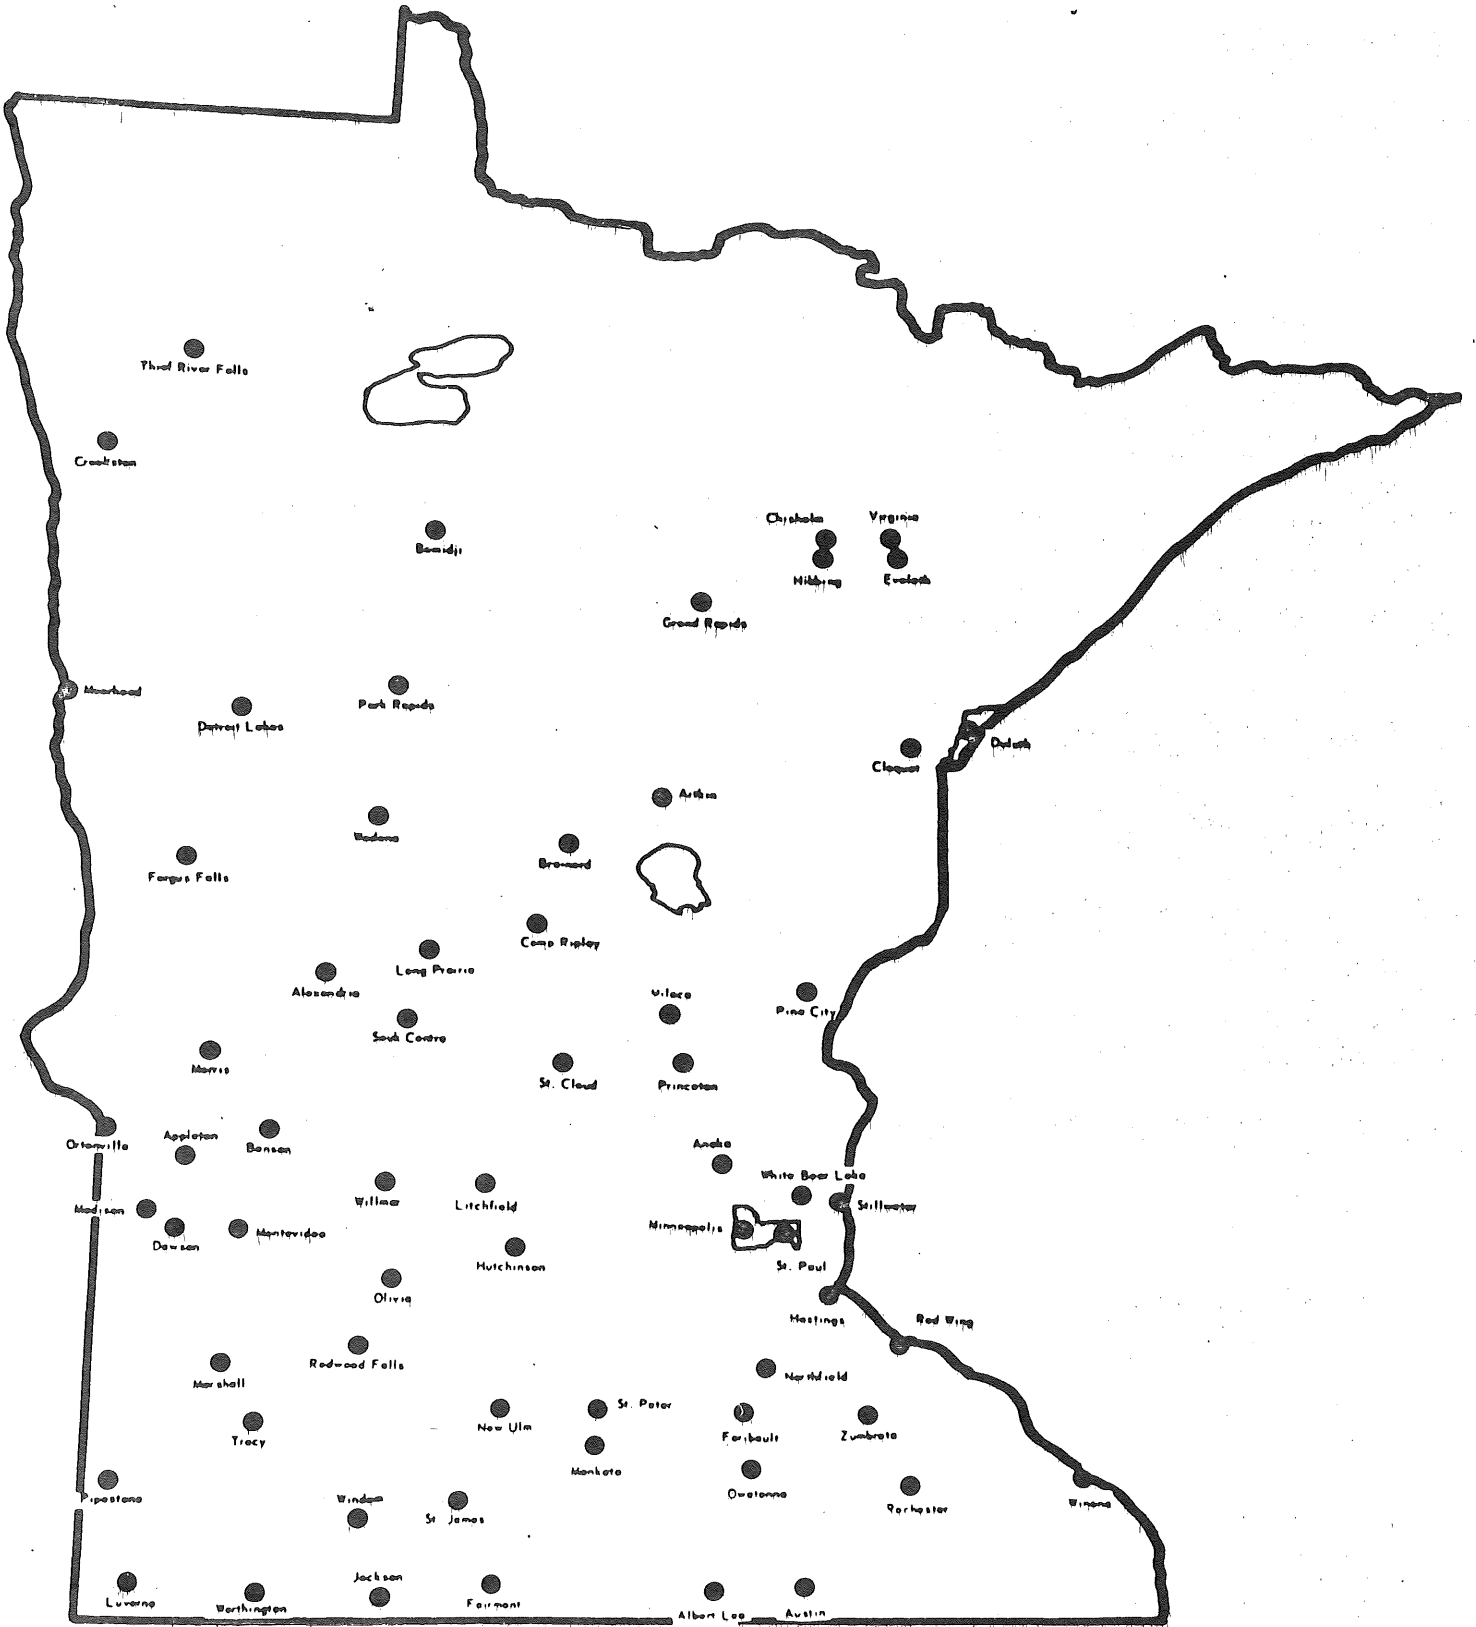 Thief River Falls
Crookston
Chisholm
Virginia
Bemidji
Hibbing
Eveleth
Grand Rapids
Moorhead
Park Rapids
Detroit Lakes
Duluth
Cloquet
Aitkin
Wadena
Brainerd
Fergus Falls
Camp Ripley
Long Prairie
Alexandria
Milaca
Pine City
Sauk Centre
Morris
St. Cloud
Princeton
Appleton
Ortonville
Benson
Anoka
White Bear Lake
Willmar
Litchfield
Stillwater
Madison
Minneapolis
Montevideo
Dawson
St. Paul
Hutchinson
Olivia
Hastings
Red Wing
Redwood Falls
Northfield
Marshall
St. Peter
New Ulm
Faribault
Zumbrota
Tracy
Mankato
Owatonna
Pipestone
Windom
Rochester
Winona
St. James
Jackson
Luverne
Worthington
Fairmont
Albert Lea
Austin